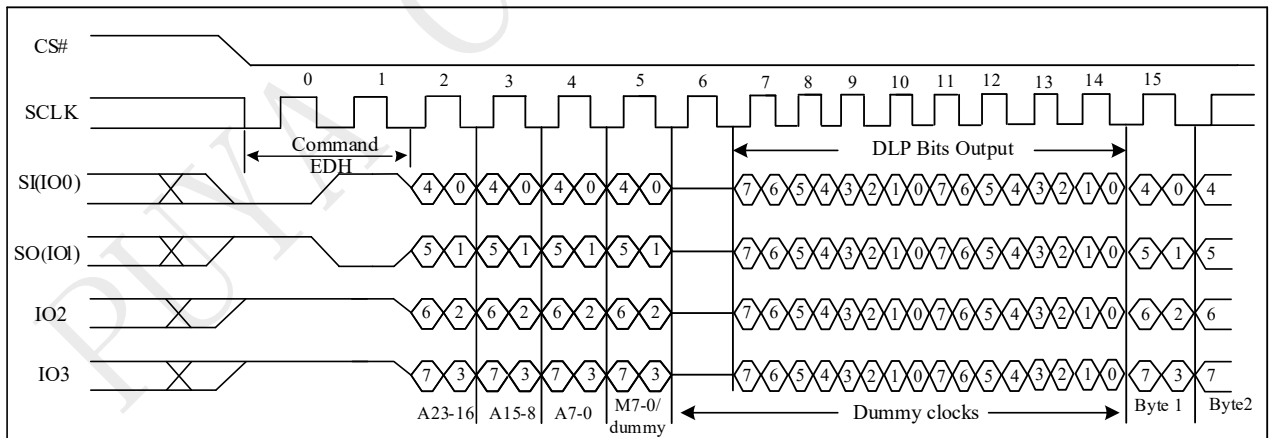 CS#
0 1 2 3 4 5 6 7 8 9 10 11 12 13 14 15
SCLK
Command
EDH
DLP Bits Output
SI(IO0) 4 0 4 0 4 0 4 0 7 6 5 4 3 2 1 0 7 6 5 4 3 2 1 0 4 0 4
SO(IO1) 5 1 5 1 5 1 5 1 7 6 5 4 3 2 1 0 7 6 5 4 3 2 1 0 5 1 5
IO2 6 2 6 2 6 2 6 2 7 6 5 4 3 2 1 0 7 6 5 4 3 2 1 0 6 2 6
IO3 7 3 7 3 7 3 7 3 7 6 5 4 3 2 1 0 7 6 5 4 3 2 1 0 7 3 7
A23-16 A15-8 A7-0 M7-0/ Dummy clocks Byte 1 Byte2
dummy
PUYA